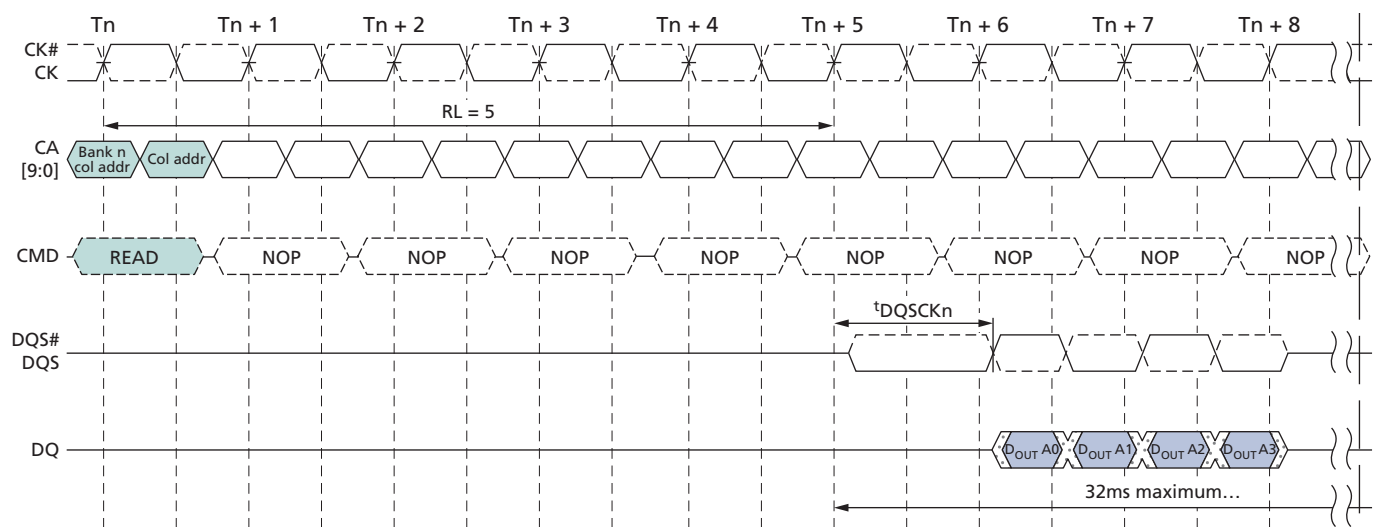 Tn Tn + 1 Tn + 2 Tn + 3 Tn + 4 Tn + 5 Tn + 6 Tn + 7 Tn + 8
CK#
CK
RL = 5
CA
[9:0]
Bank n
col addr
Col addr
CMD READ NOP NOP NOP NOP NOP NOP NOP NOP
tDQSCKn
DQS#
DQS
DQ DOUT A0 DOUT A1 DOUT A2 DOUT A3
32ms maximum…